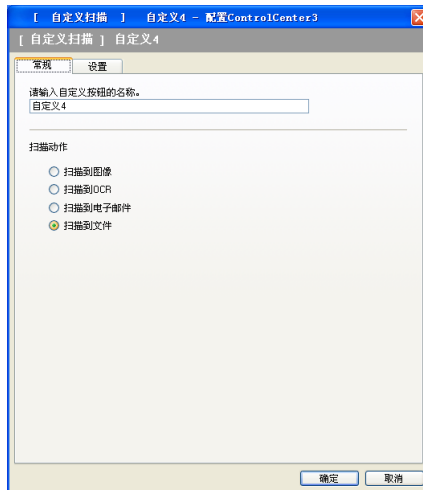 [ 自定义扫描 ] 自定义4 - 配置ControlCenter3
[ 自定义扫描 ] 自定义4
常规 设置
请输入自定义按钮的名称。
自定义4
扫描动作
扫描到图像
扫描到OCR
扫描到电子邮件
扫描到文件
确定 取消